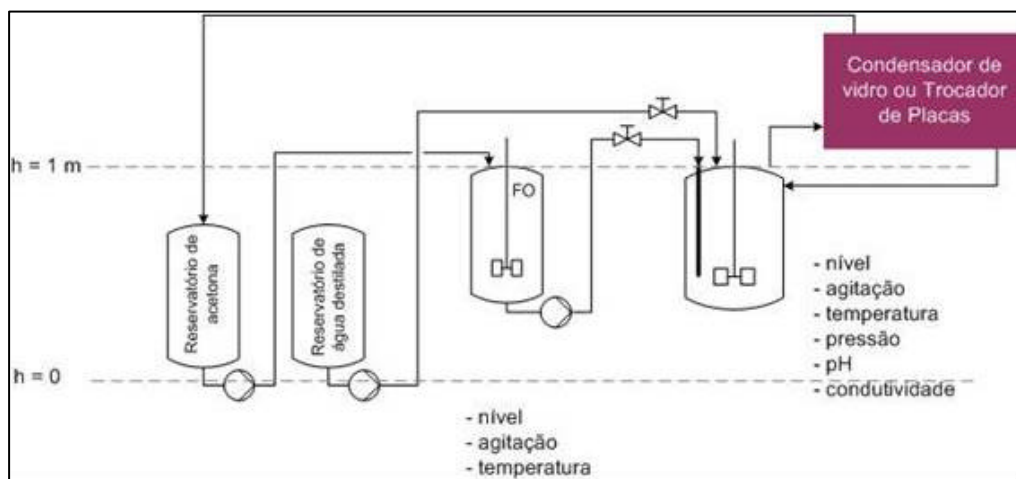 Condensador de
vidro ou Trocador
de Placas
h = 1 m
FO
Reservatório de
acetona
Reservatório de
água destilada
- nível
- agitação
- temperatura
- pressão
- pH
- condutividade
h = 0
- nível
- agitação
- temperatura